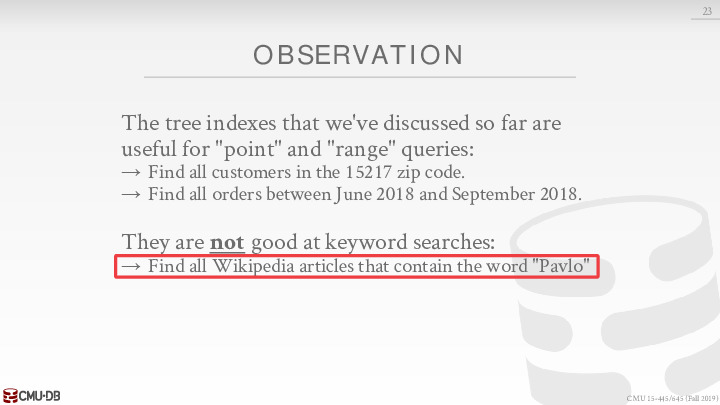 23
OBSERVATION
The tree indexes that we've discussed so far are
useful for "point" and "range" queries:
→ Find all customers in the 15217 zip code.
→ Find all orders between June 2018 and September 2018.
They are not good at keyword searches:
→ Find all Wikipedia articles that contain the word "Pavlo"
CMU·DB
CMU 15-445/645 (Fall 2019)